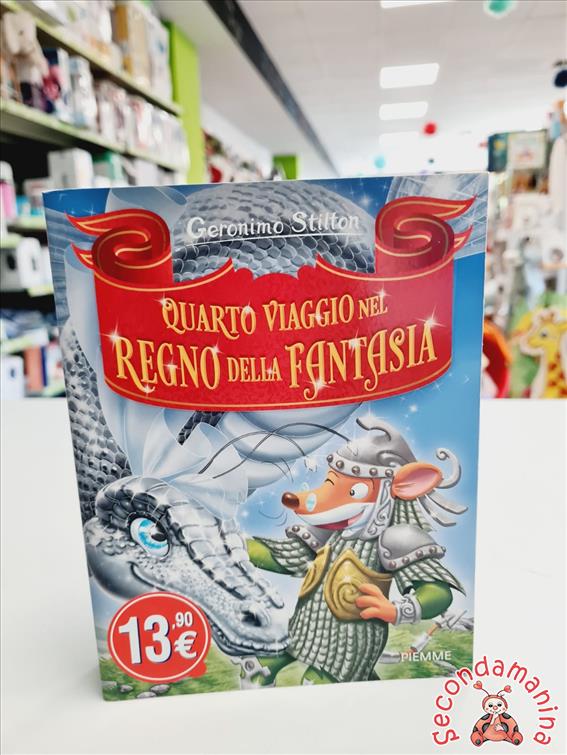 Geronimo Stilton
QUARTO VIAGGIO NEL
REGNO DELLA FANTASIA
13,90 €
PIEMME
Secondamanina